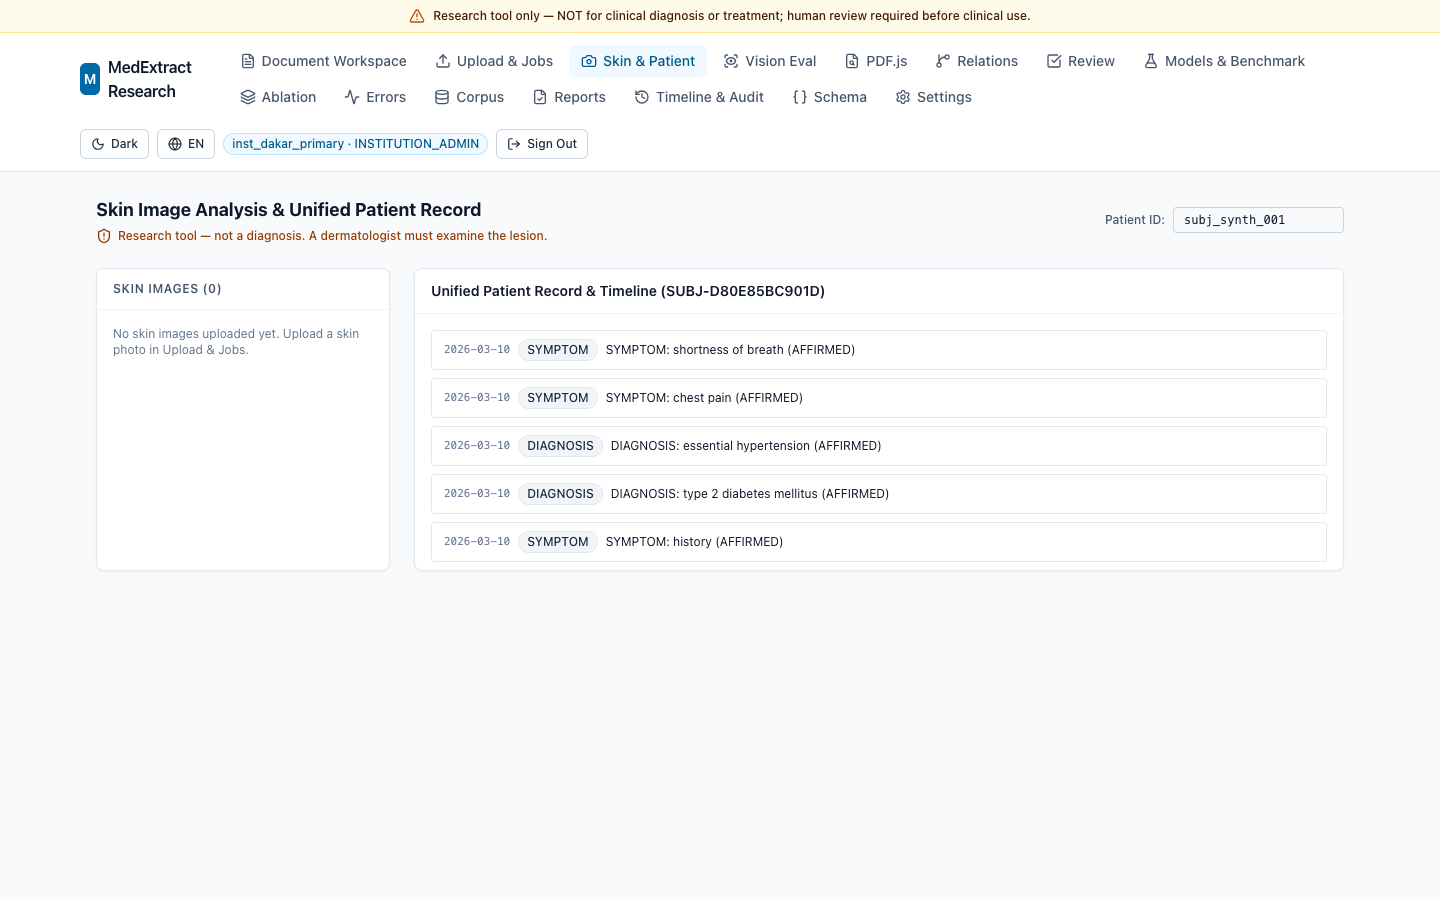 Research tool only — NOT for clinical diagnosis or treatment; human review required before clinical use.
M
MedExtract Research
Document Workspace
Upload & Jobs
Skin & Patient
Vision Eval
PDF.js
Relations
Review
Models & Benchmark
Ablation
Errors
Corpus
Reports
Timeline & Audit
Schema
Settings
Dark
EN
inst_dakar_primary · INSTITUTION_ADMIN
Sign Out
Skin Image Analysis & Unified Patient Record
Research tool — not a diagnosis. A dermatologist must examine the lesion.
Patient ID: subj_synth_001
SKIN IMAGES (0)
No skin images uploaded yet. Upload a skin
photo in Upload & Jobs.
Unified Patient Record & Timeline (SUBJ-D80E85BC901D)
2026-03-10 SYMPTOM SYMPTOM: shortness of breath (AFFIRMED)
2026-03-10 SYMPTOM SYMPTOM: chest pain (AFFIRMED)
2026-03-10 DIAGNOSIS DIAGNOSIS: essential hypertension (AFFIRMED)
2026-03-10 DIAGNOSIS DIAGNOSIS: type 2 diabetes mellitus (AFFIRMED)
2026-03-10 SYMPTOM SYMPTOM: history (AFFIRMED)